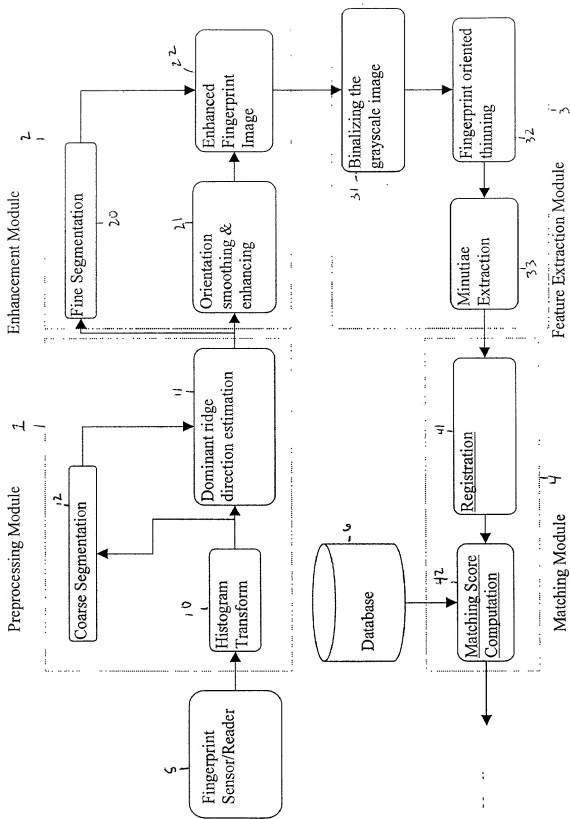 Preprocessing Module
1
Enhancement Module
2
Coarse Segmentation
12
Fine Segmentation
20
Fingerprint
Sensor/Reader
5
Histogram
Transform
10
Dominant ridge
direction estimation
11
Orientation
smoothing &
enhancing
21
Enhanced
Fingerprint
Image
22
Database
6
Binalizing the
grayscale image
31
Matching Score
Computation
42
Registration
41
Minutiae
Extraction
33
Fingerprint oriented
thinning
32
Matching Module
4
Feature Extraction Module
3